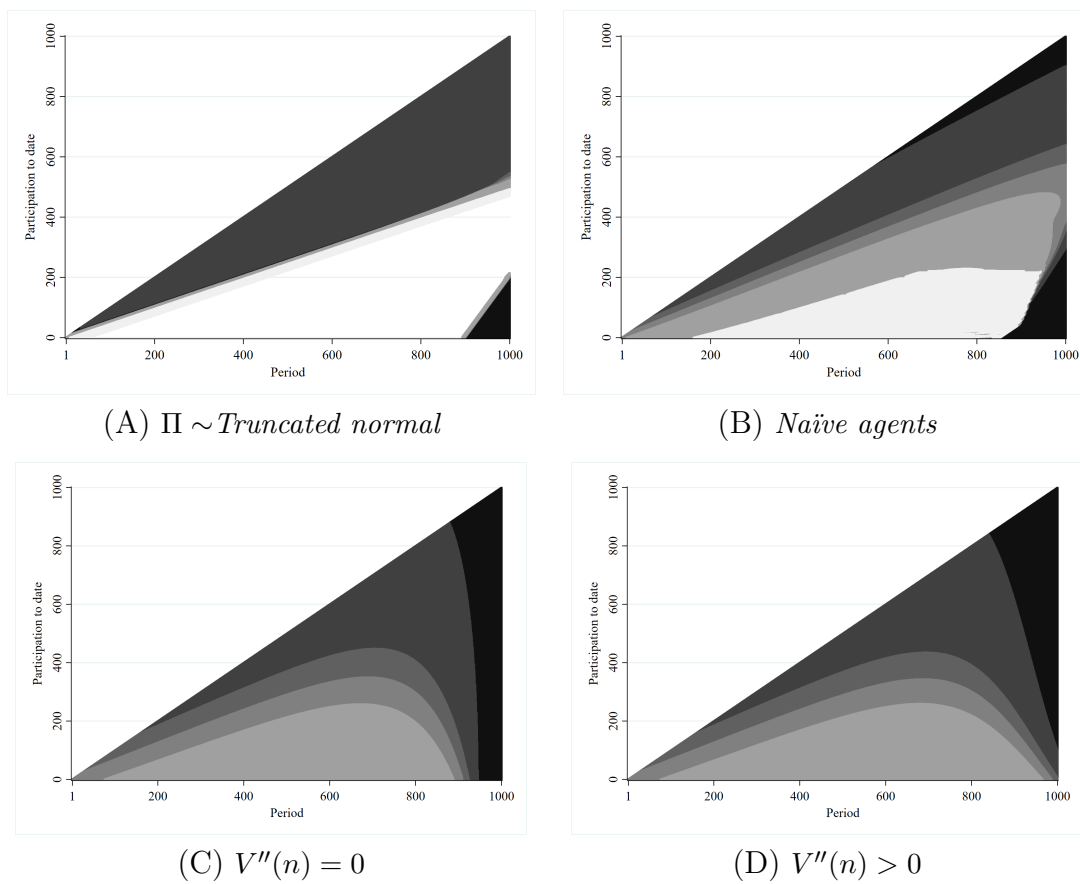 Participation to date
1000
800
600
400
200
0
1 200 400 600 800 1000
Period
(A) Π ∼ Truncated normal
Participation to date
1000
800
600
400
200
0
1 200 400 600 800 1000
Period
(B) Naïve agents
Participation to date
1000
800
600
400
200
0
1 200 400 600 800 1000
Period
(C) V′′(n) = 0
Participation to date
1000
800
600
400
200
0
1 200 400 600 800 1000
Period
(D) V′′(n) > 0